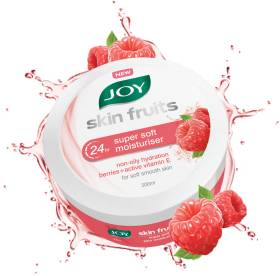 NEW
JOY
skin fruits
24hr
super soft
moisturiser
non-oily hydration
berries+active vitamin E
for soft smooth skin
200ml
JOY
skin fruits